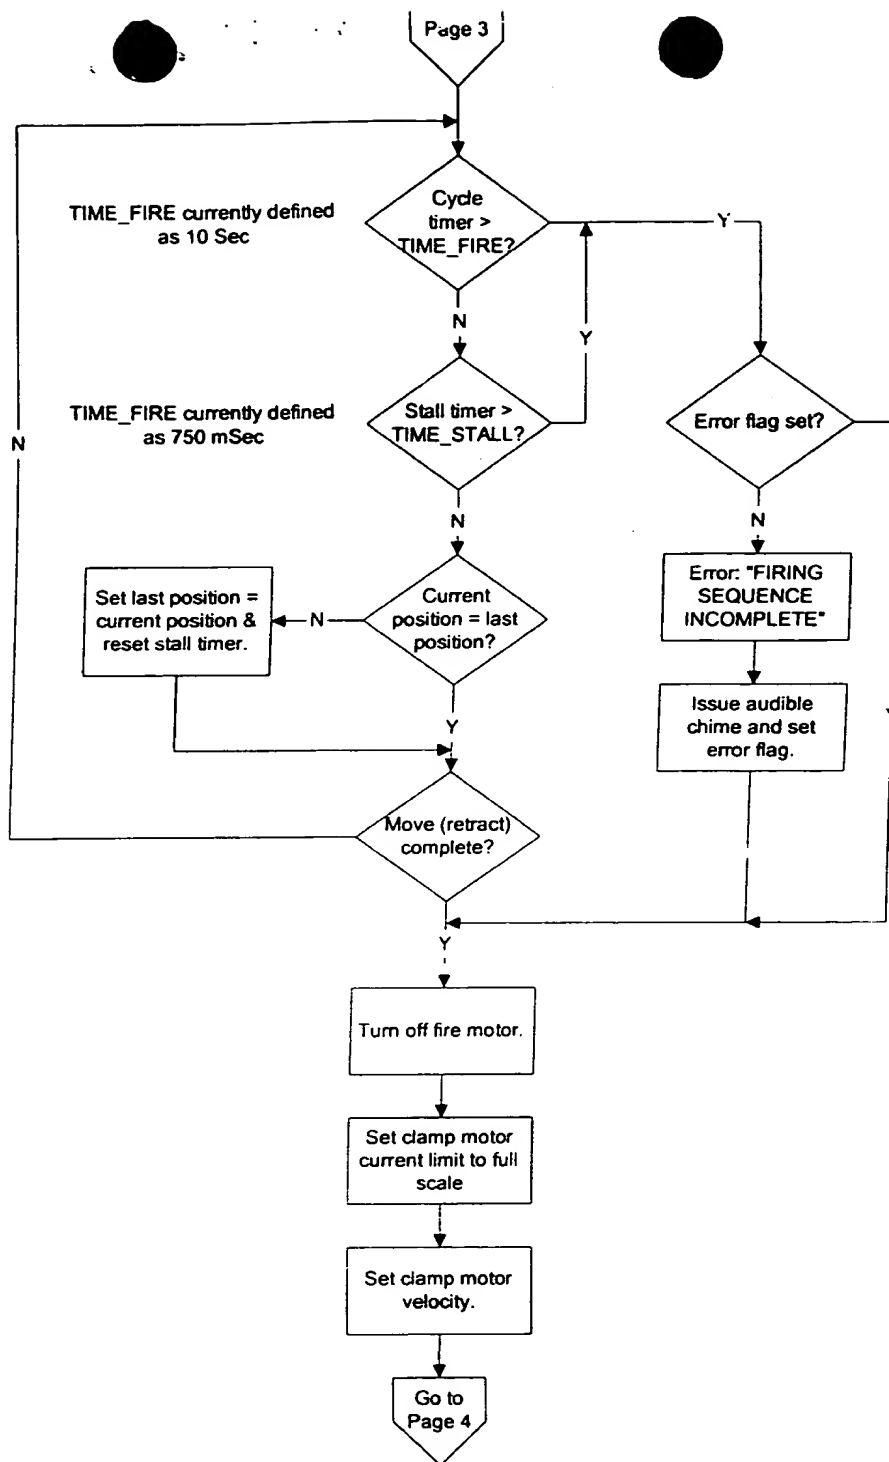 Page 3
Cycle
timer >
TIME_FIRE?
TIME_FIRE currently defined
as 10 Sec
Y
N
Y
Stall timer >
TIME_STALL?
TIME_FIRE currently defined
as 750 mSec
Error flag set?
N
N
N
Current
position = last
position?
N
Set last position =
current position &
reset stall timer.
Error: "FIRING
SEQUENCE
INCOMPLETE"
Issue audible
chime and set
error flag.
Y
Move (retract)
complete?
Y
Turn off fire motor.
Set clamp motor
current limit to full
scale
Set clamp motor
velocity.
Go to
Page 4